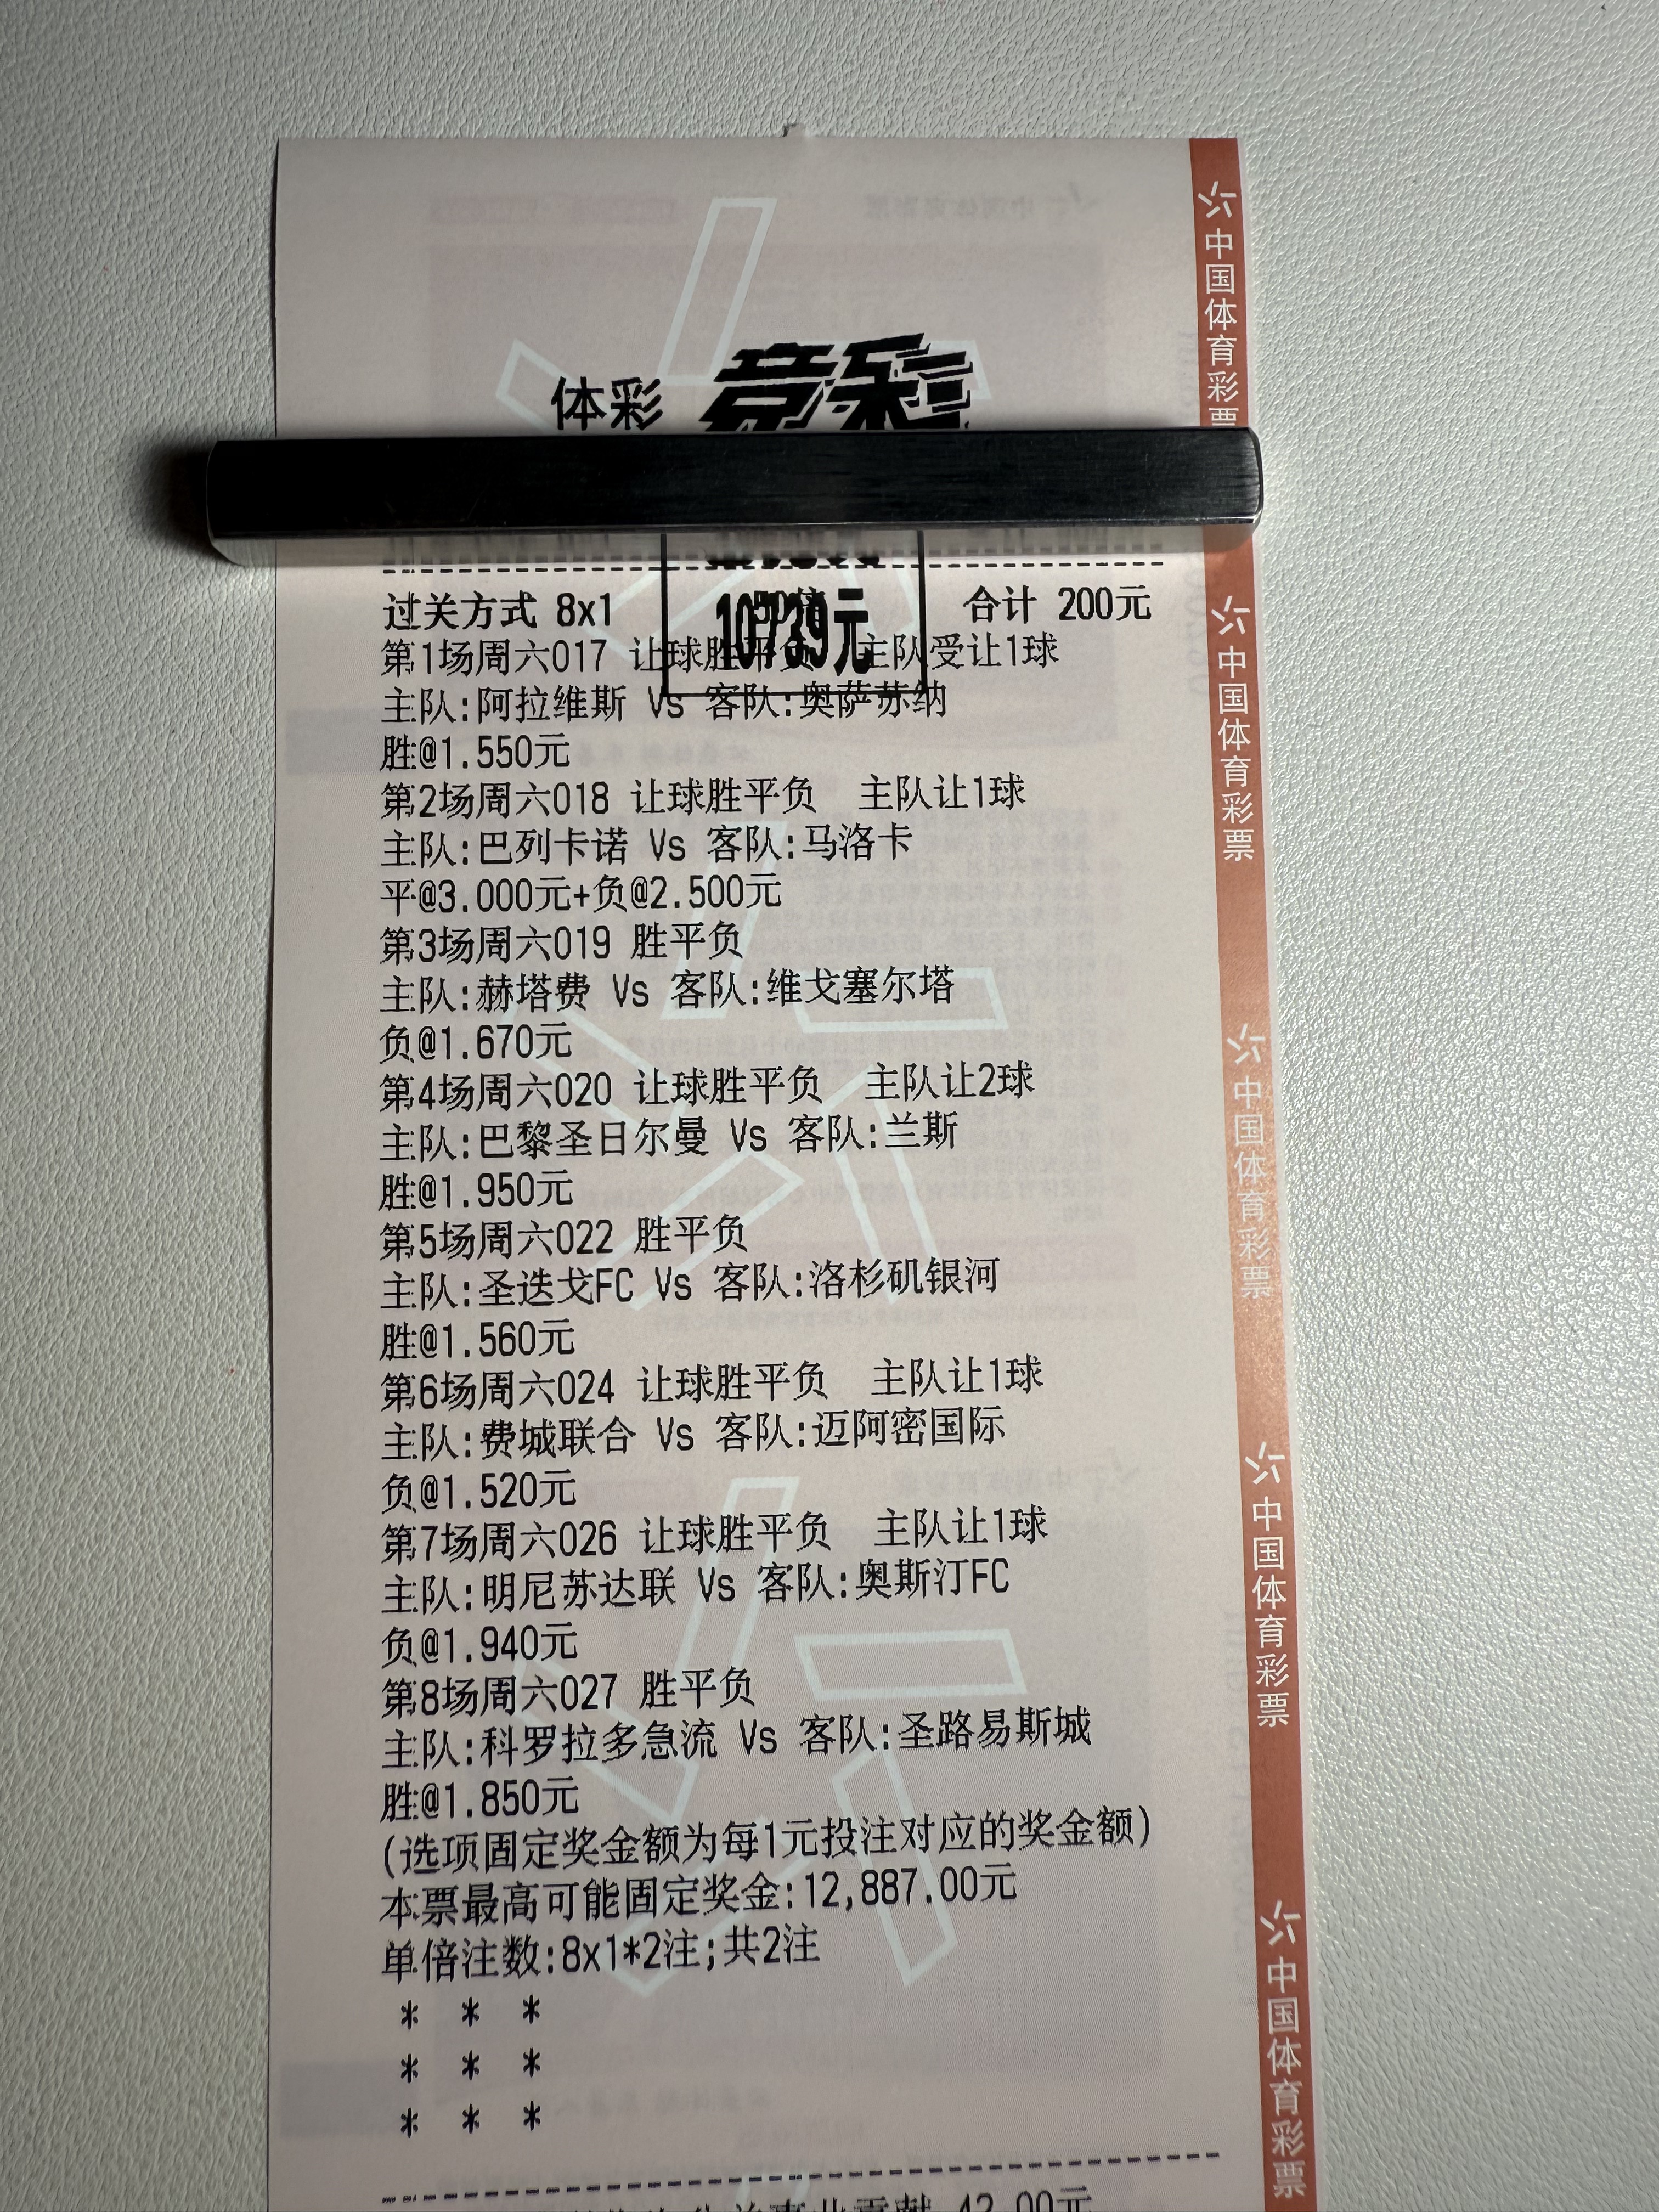 体彩 竞彩
过关方式 8x1 50倍 合计 200元
10739元
第1场周六017 让球胜平负 主队受让1球
主队:阿拉维斯 Vs 客队:奥萨苏纳
胜@1.550元
第2场周六018 让球胜平负 主队让1球
主队:巴列卡诺 Vs 客队:马洛卡
平@3.000元+负@2.500元
第3场周六019 胜平负
主队:赫塔费 Vs 客队:维戈塞尔塔
负@1.670元
第4场周六020 让球胜平负 主队让2球
主队:巴黎圣日尔曼 Vs 客队:兰斯
胜@1.950元
第5场周六022 胜平负
主队:圣迭戈FC Vs 客队:洛杉矶银河
胜@1.560元
第6场周六024 让球胜平负 主队让1球
主队:费城联合 Vs 客队:迈阿密国际
负@1.520元
第7场周六026 让球胜平负 主队让1球
主队:明尼苏达联 Vs 客队:奥斯汀FC
负@1.940元
第8场周六027 胜平负
主队:科罗拉多急流 Vs 客队:圣路易斯城
胜@1.850元
(选项固定奖金额为每1元投注对应的奖金额)
本票最高可能固定奖金:12,887.00元
单倍注数:8x1*2注;共2注
* * *
* * *
* * *
42.00元
中国体育彩票
中国体育彩票
中国体育彩票
中国体育彩票
中国体育彩票